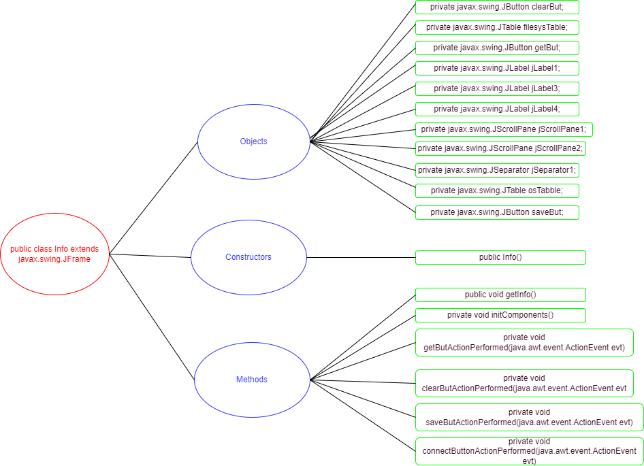 public class Info extends
javax.swing.JFrame
Objects
private javax.swing.JButton clearBut;
private javax.swing.JTable filesysTable;
private javax.swing.JButton getBut;
private javax.swing.JLabel jLabel1;
private javax.swing.JLabel jLabel3;
private javax.swing.JLabel jLabel4;
private javax.swing.JScrollPane jScrollPane1;
private javax.swing.JScrollPane jScrollPane2;
private javax.swing.JSeparator jSeparator1;
private javax.swing.JTable osTabble;
private javax.swing.JButton saveBut;
Constructors
public Info()
Methods
public void getInfo()
private void initComponents()
private void
getButActionPerformed(java.awt.event.ActionEvent evt)
private void
clearButActionPerformed(java.awt.event.ActionEvent evt
private void
saveButActionPerformed(java.awt.event.ActionEvent evt)
private void
connectButtonActionPerformed(java.awt.event.ActionEvent
evt)